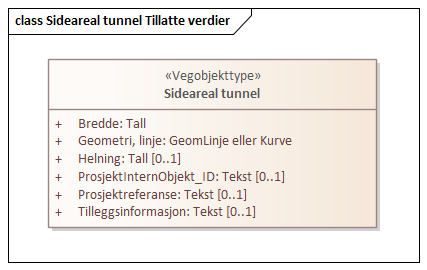 class Sideareal tunnel Tillatte verdier
«Vegobjekttype»
Sideareal tunnel
+ Bredde: Tall
+ Geometri, linje: GeomLinje eller Kurve
+ Helning: Tall [0..1]
+ ProsjektInternObjekt_ID: Tekst [0..1]
+ Prosjektreferanse: Tekst [0..1]
+ Tilleggsinformasjon: Tekst [0..1]